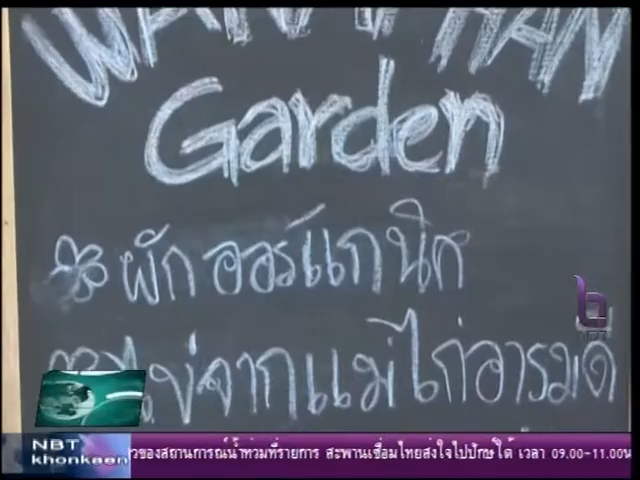 Garden
ผักออร์แกนิค
ไข่จากแม่ไก่อารมดี
NBT
khonkaen
วของสถานการณ์น้ำท่วมที่รายการ สะพานเชื่อมไทยส่งใจไปปักษ์ใต้ เวลา 09.00-11.00น